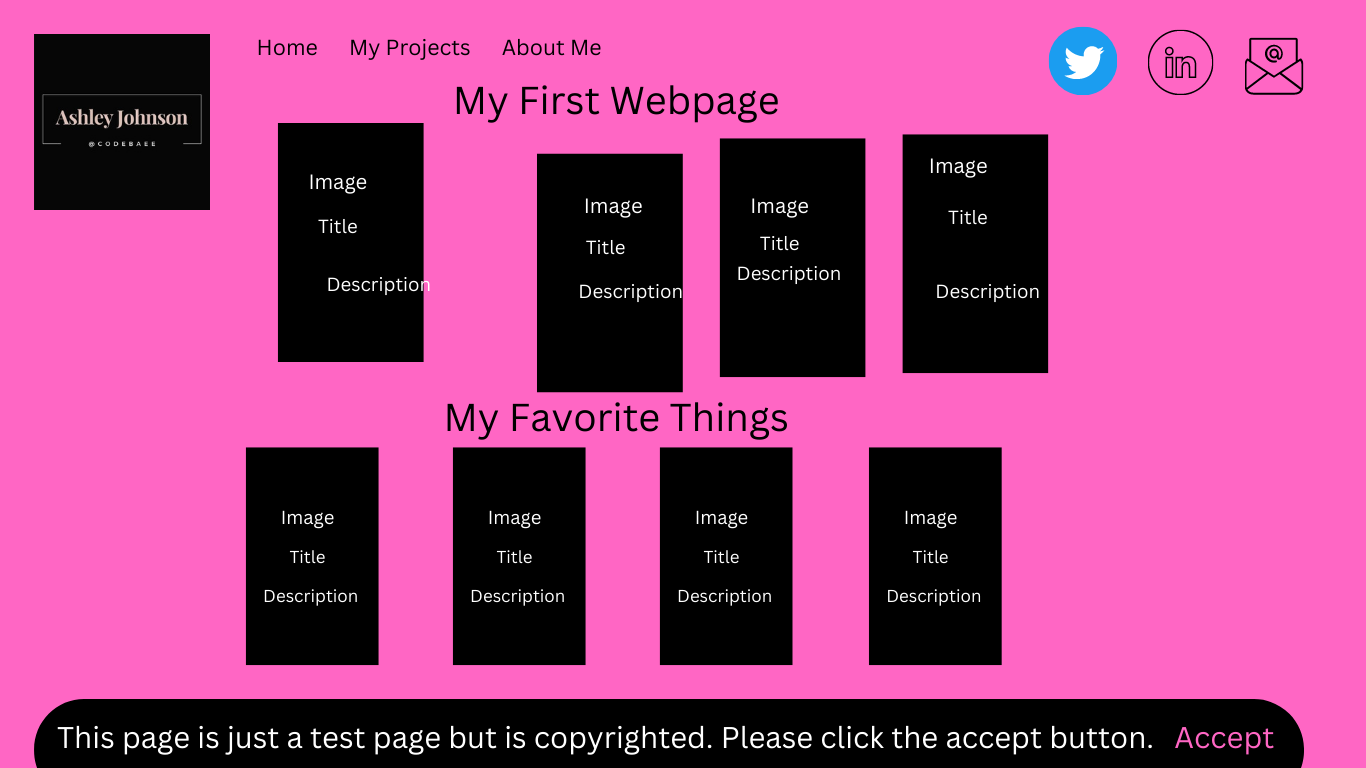 Home My Projects About Me
@
in
Ashley Johnson
@CODEBAEE
My First Webpage
Image
Title
Description
Image
Title
Description
Image
Title
Description
Image
Title
Description
My Favorite Things
Image
Title
Description
Image
Title
Description
Image
Title
Description
Image
Title
Description
This page is just a test page but is copyrighted. Please click the accept button. Accept